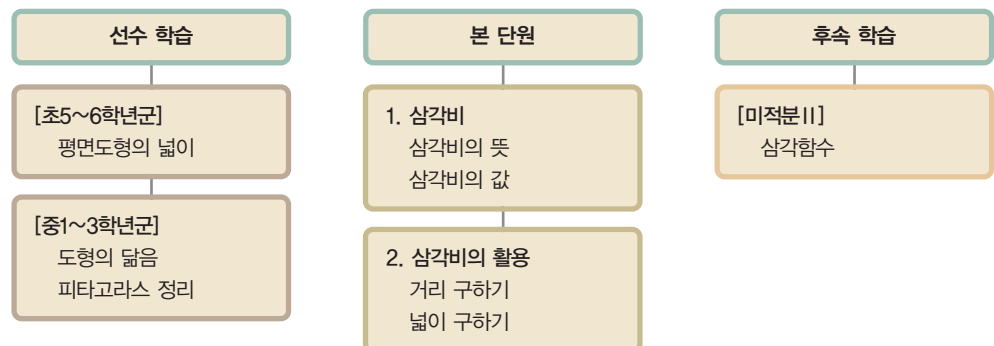 선수 학습
[초5~6학년군]
평면도형의 넓이
[중1~3학년군]
도형의 닮음
피타고라스 정리
본 단원
1. 삼각비
삼각비의 뜻
삼각비의 값
2. 삼각비의 활용
거리 구하기
넓이 구하기
후속 학습
[미적분Ⅱ]
삼각함수